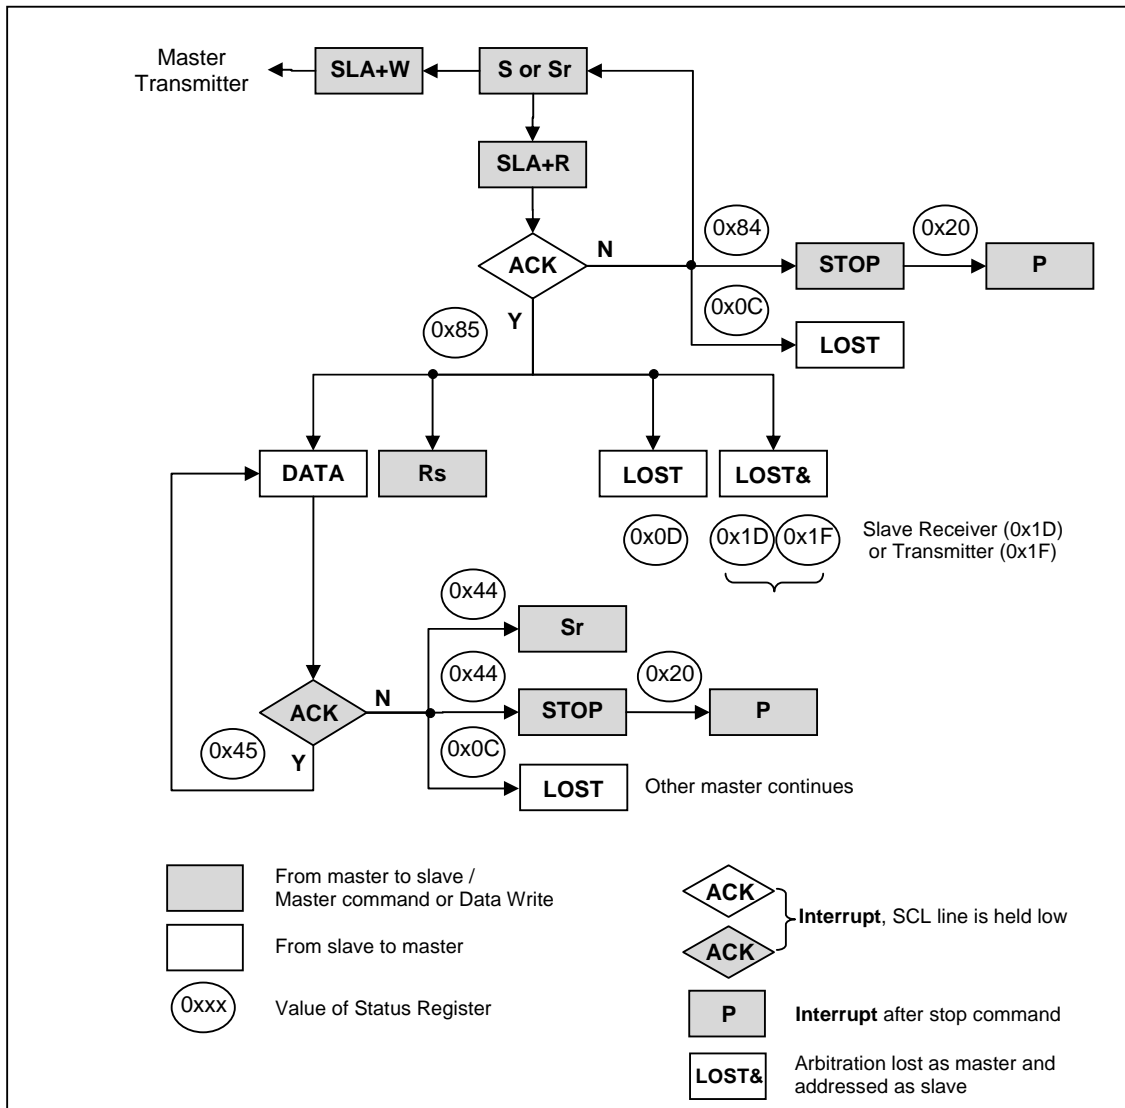 Master
Transmitter
SLA+W
S or Sr
SLA+R
ACK
N
0x84
0x20
STOP
P
0x0C
LOST
Y
0x85
DATA
Rs
LOST
LOST&
0x0D
0x1D
0x1F
Slave Receiver (0x1D)
or Transmitter (0x1F)
0x44
Sr
ACK
N
0x44
0x20
STOP
P
0x45
Y
0x0C
LOST
Other master continues
From master to slave /
Master command or Data Write
From slave to master
0xxx
Value of Status Register
ACK
Interrupt, SCL line is held low
ACK
P
Interrupt after stop command
LOST&
Arbitration lost as master and
addressed as slave